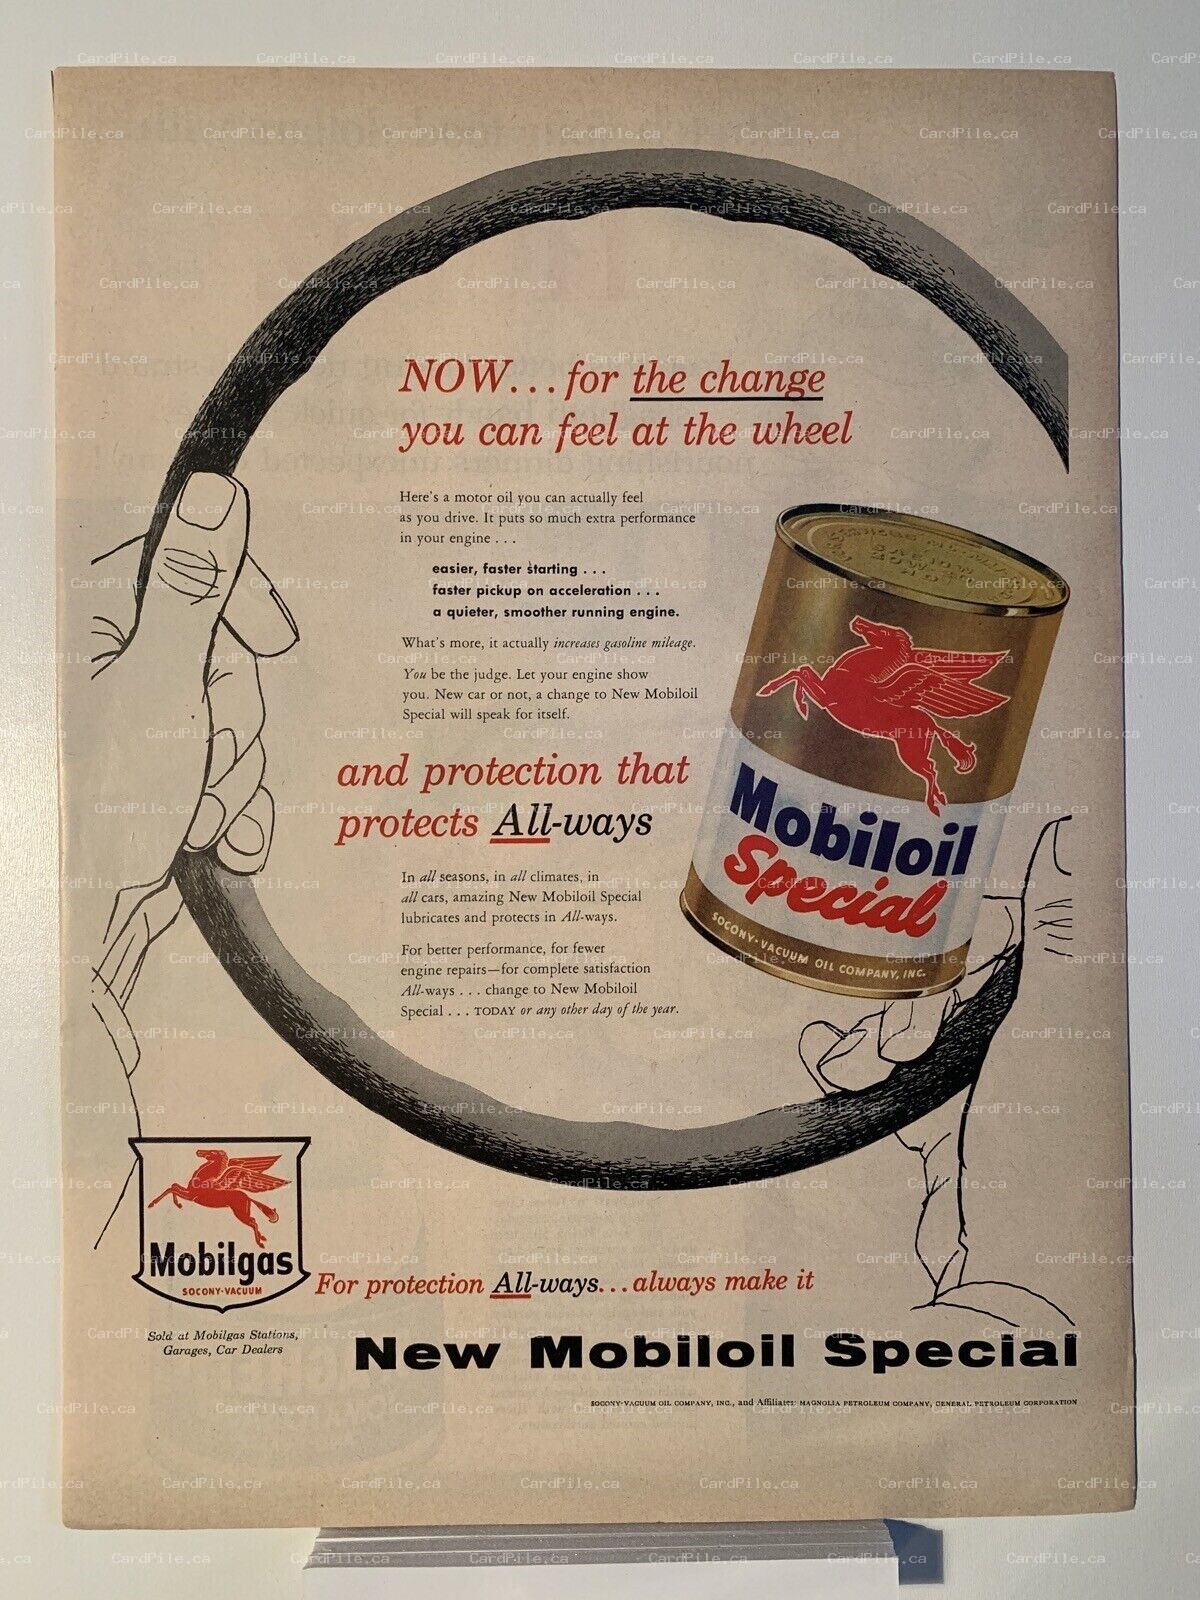 NOW...for the change
you can feel at the wheel
Here's a motor oil you can actually feel
as you drive. It puts so much extra performance
in your engine . . .
easier, faster starting . . .
faster pickup on acceleration . . .
a quieter, smoother running engine.
What's more, it actually increases gasoline mileage.
You be the judge. Let your engine show
you. New car or not, a change to New Mobiloil
Special will speak for itself.
and protection that
protects All-ways
In all seasons, in all climates, in
all cars, amazing New Mobiloil Special
lubricates and protects in All-ways.
For better performance, for fewer
engine repairs—for complete satisfaction
All-ways . . . change to New Mobiloil
Special . . . TODAY or any other day of the year.
Mobiloil
Special
SOCONY-VACUUM OIL COMPANY, INC.
Mobilgas
SOCONY-VACUUM
Sold at Mobilgas Stations,
Garages, Car Dealers
For protection All-ways...always make it
New Mobiloil Special
SOCONY-VACUUM OIL COMPANY, INC., and Affiliates: MAGNOLIA PETROLEUM COMPANY, GENERAL PETROLEUM CORPORATION
CardPile.ca